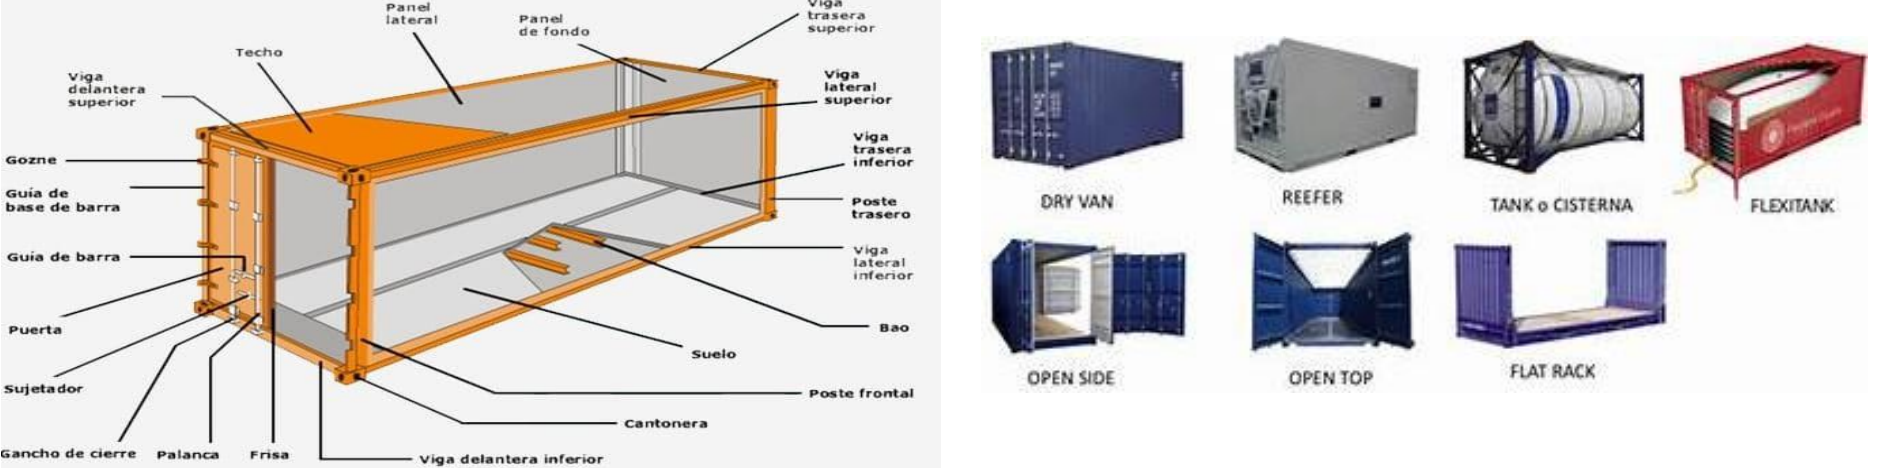 Panel
lateral
Panel
de fondo
Viga
trasera
superior
Techo
Viga
delantera
superior
Viga
lateral
superior
Gozne
Viga
trasera
inferior
Guía de
base de barra
Poste
trasero
Guía de barra
Viga
lateral
inferior
Puerta
Bao
Suelo
Sujetador
Poste frontal
Cantonera
Gancho de cierre
Palanca
Frisa
Viga delantera inferior
DRY VAN
REEFER
TANK o CISTERNA
FLEXITANK
OPEN SIDE
OPEN TOP
FLAT RACK